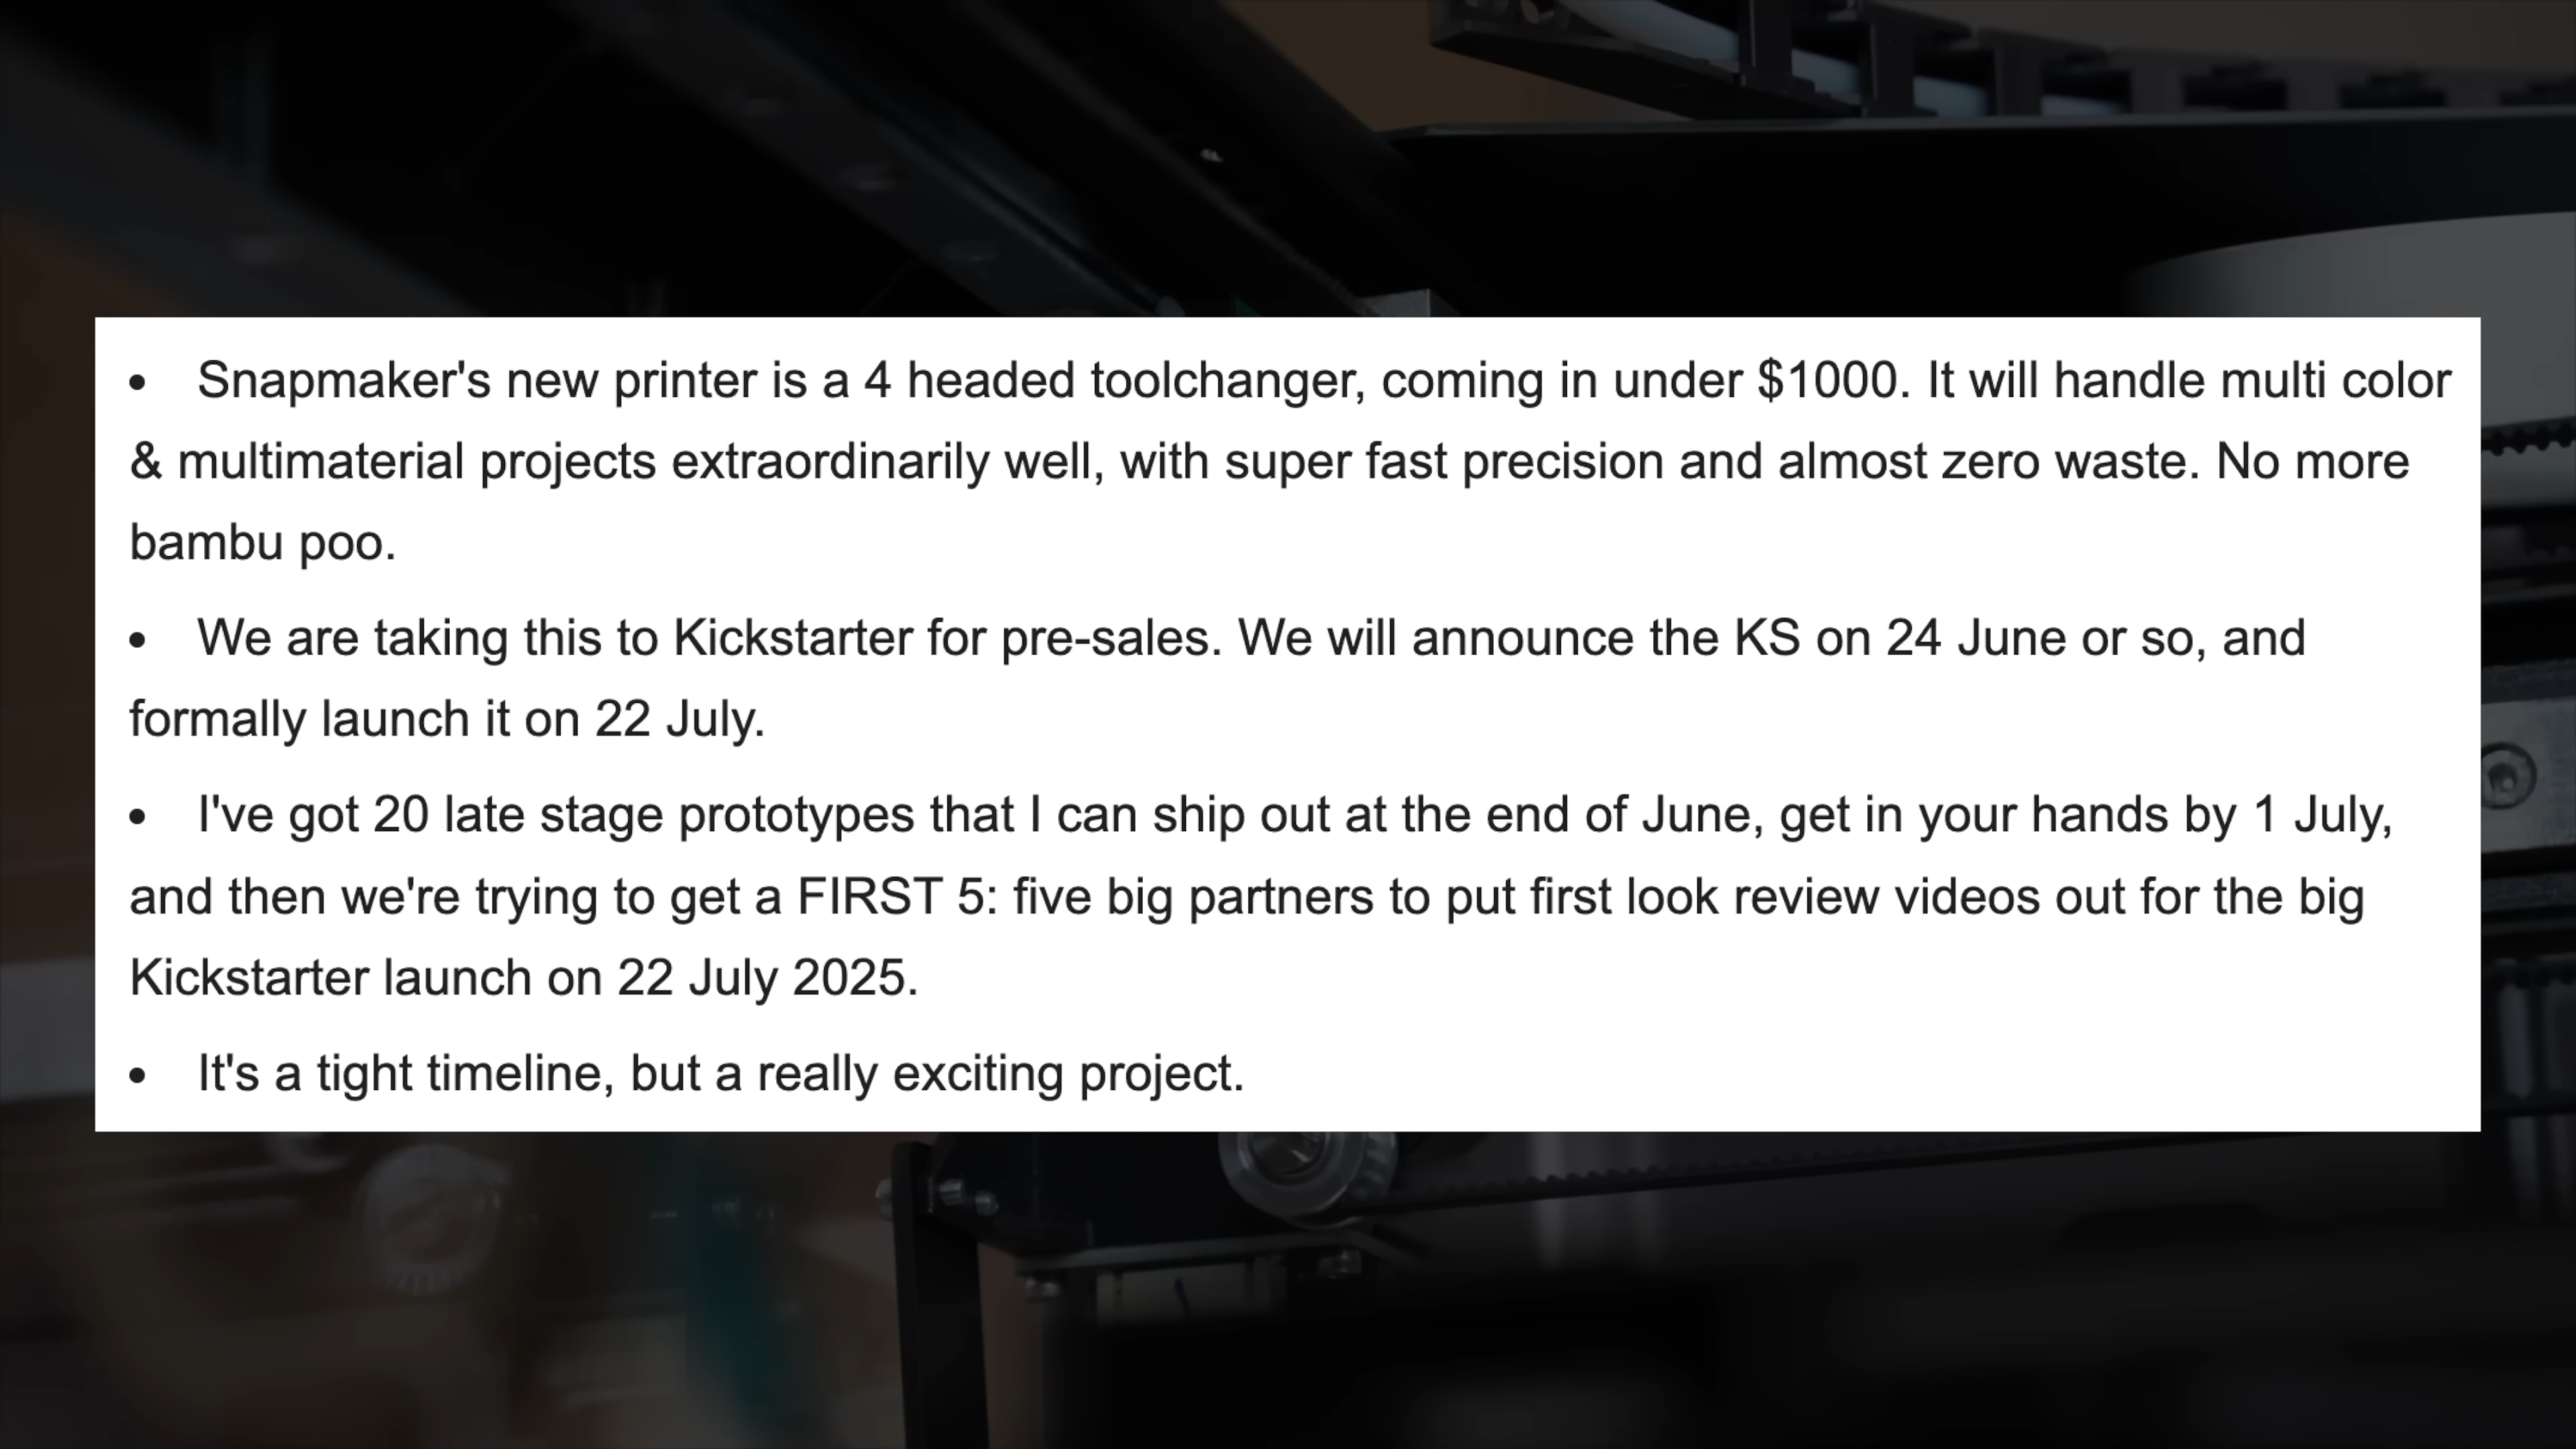 • Snapmaker's new printer is a 4 headed toolchanger, coming in under $1000. It will handle multi color
& multimaterial projects extraordinarily well, with super fast precision and almost zero waste. No more
bambu poo.
• We are taking this to Kickstarter for pre-sales. We will announce the KS on 24 June or so, and
formally launch it on 22 July.
• I've got 20 late stage prototypes that I can ship out at the end of June, get in your hands by 1 July,
and then we're trying to get a FIRST 5: five big partners to put first look review videos out for the big
Kickstarter launch on 22 July 2025.
• It's a tight timeline, but a really exciting project.